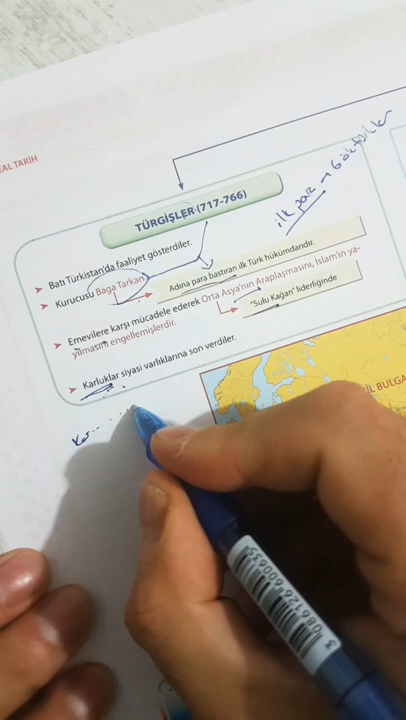 EAL TARİH
TÜRGİŞLER (717-766)
ilk para → Göktürkler
Batı Türkistan'da faaliyet gösterdiler.
Kurucusu Baga Tarkan
Adına para bastıran ilk Türk hükümdarıdır.
Emevilere karşı mücadele ederek Orta Asya'nın Araplaşmasını, İslam'ın ya-
yılmasını engellemişlerdir.
"Sulu Kağan" liderliğinde
Karluklar siyasi varlıklarına son verdiler.
İL BULGA
8681266006359